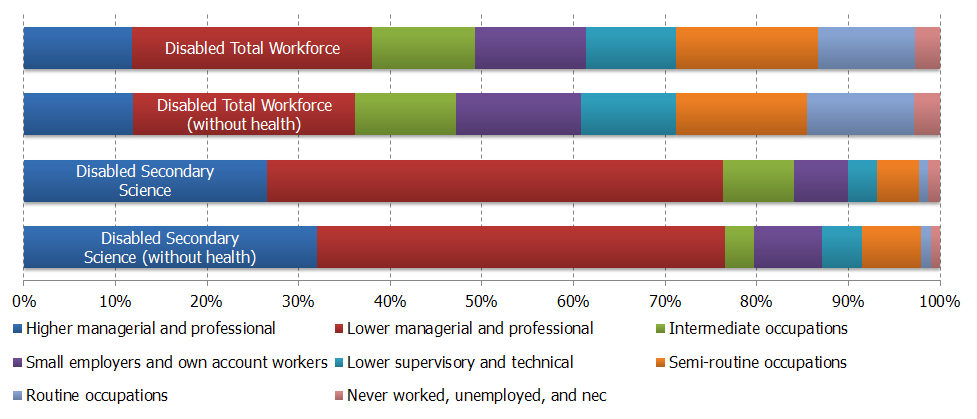 Disabled Total Workforce
Disabled Total Workforce
(without health)
Disabled Secondary
Science
Disabled Secondary
Science (without health)
0% 10% 20% 30% 40% 50% 60% 70% 80% 90% 100%
Higher managerial and professional Lower managerial and professional Intermediate occupations
Small employers and own account workers Lower supervisory and technical Semi-routine occupations
Routine occupations Never worked, unemployed, and nec